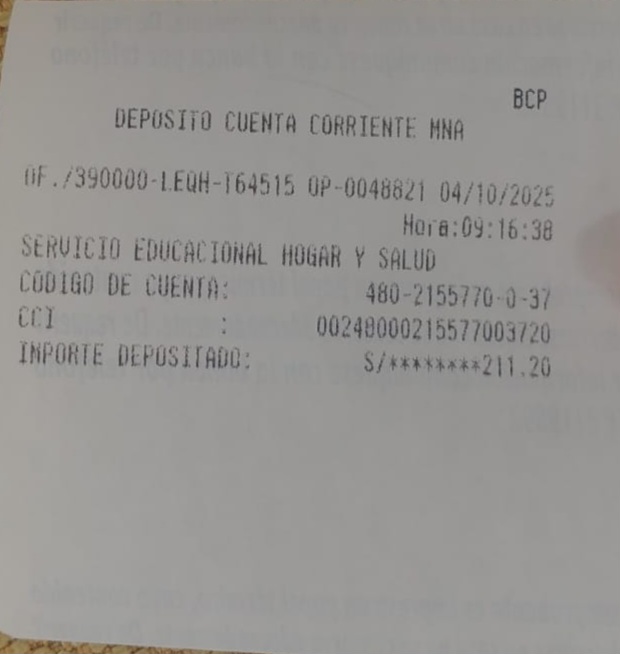 BCP
DEPOSITO CUENTA CORRIENTE MNA
OF./390000-LEQH-T64515 OP-0048821 04/10/2025
Hora:09:16:38
SERVICIO EDUCACIONAL HOGAR Y SALUD
CODIGO DE CUENTA: 480-2155770-0-37
CCI : 00248000215577003720
IMPORTE DEPOSITADO: S/********211.20